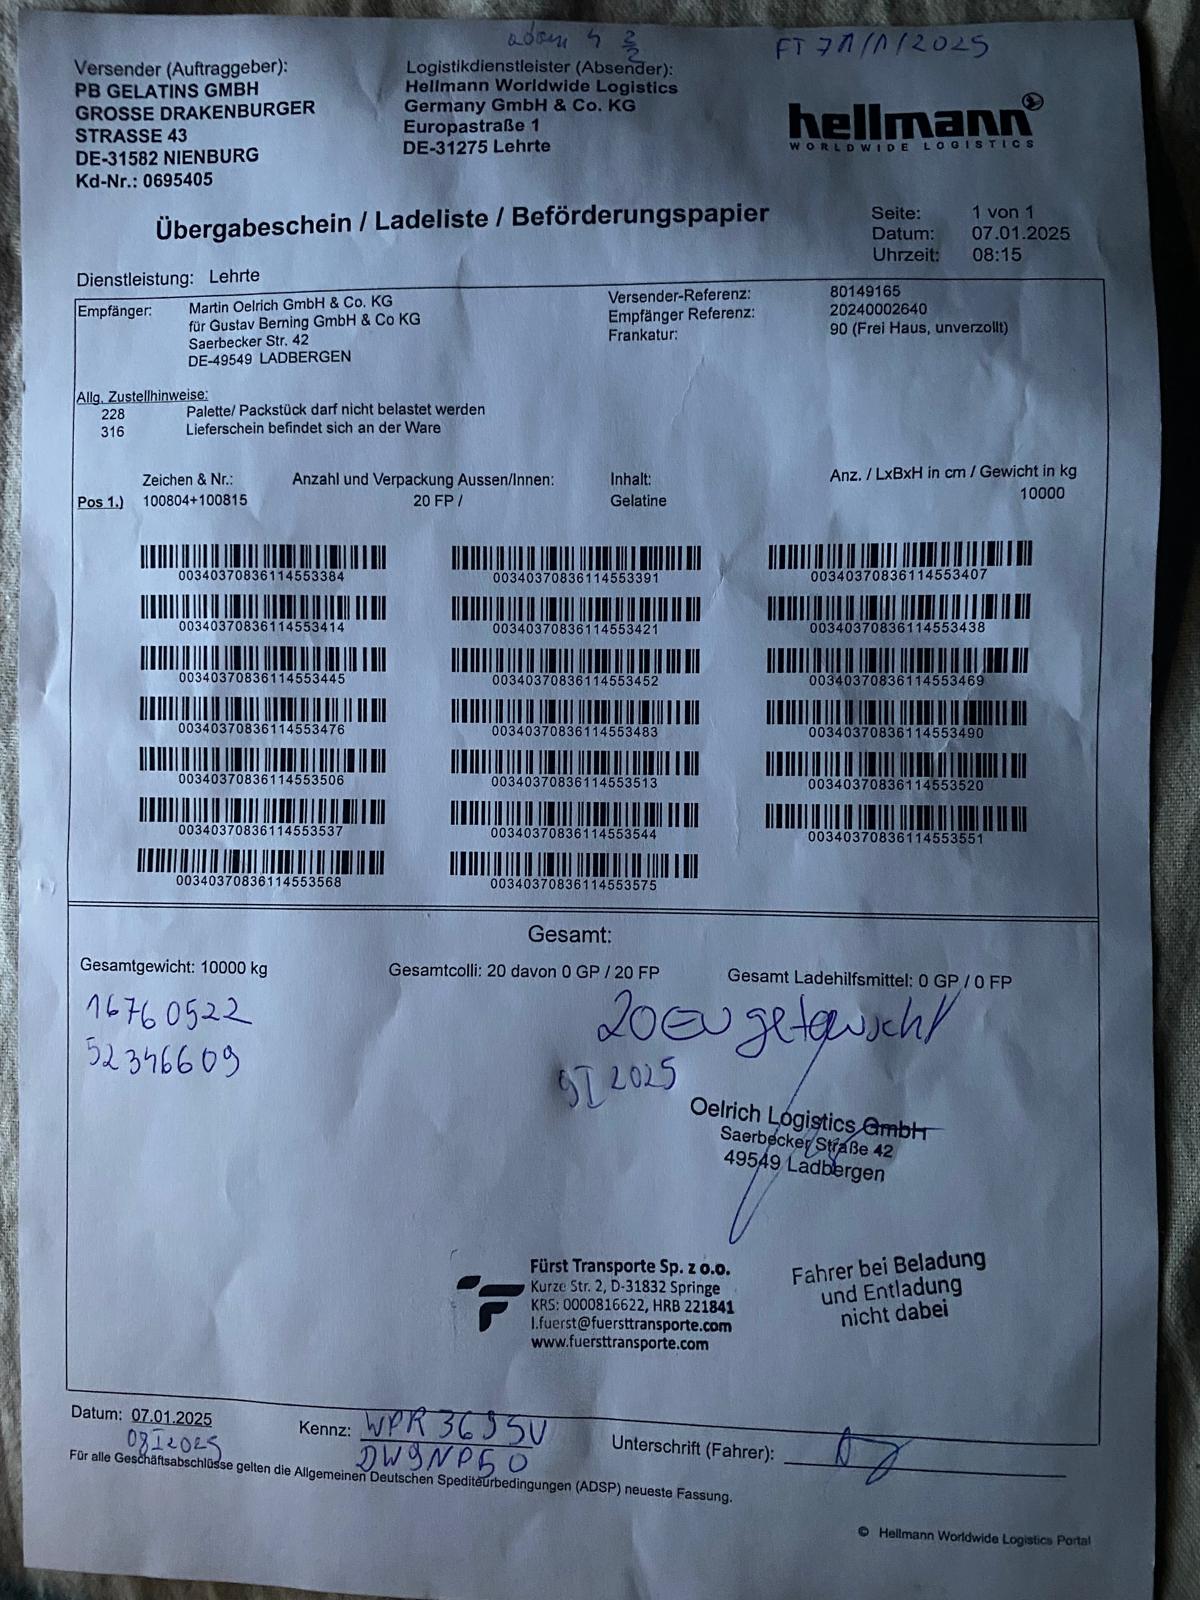 adam 4 2/2
FT 7 1/1/2025
Versender (Auftraggeber):
PB GELATINS GMBH
GROSSE DRAKENBURGER
STRASSE 43
DE-31582 NIENBURG
Kd-Nr.: 0695405
Logistikdienstleister (Absender):
Hellmann Worldwide Logistics
Germany GmbH & Co. KG
Europastraße 1
DE-31275 Lehrte
hellmann
WORLDWIDE LOGISTICS
Übergabeschein / Ladeliste / Beförderungspapier
Seite: 1 von 1
Datum: 07.01.2025
Uhrzeit: 08:15
Dienstleistung: Lehrte
Empfänger: Martin Oelrich GmbH & Co. KG
für Gustav Berning GmbH & Co KG
Saerbecker Str. 42
DE-49549 LADBERGEN
Versender-Referenz: 80149165
Empfänger Referenz: 20240002640
Frankatur: 90 (Frei Haus, unverzollt)
Allg. Zustellhinweise:
228 Palette/ Packstück darf nicht belastet werden
316 Lieferschein befindet sich an der Ware
Zeichen & Nr.: Anzahl und Verpackung Aussen/Innen: Inhalt: Anz. / LxBxH in cm / Gewicht in kg
Pos 1.) 100804+100815 20 FP / Gelatine 10000
00340370836114553384 00340370836114553391 00340370836114553407
00340370836114553414 00340370836114553421 00340370836114553438
00340370836114553445 00340370836114553452 00340370836114553469
00340370836114553476 00340370836114553483 00340370836114553490
00340370836114553506 00340370836114553513 00340370836114553520
00340370836114553537 00340370836114553544 00340370836114553551
00340370836114553568 00340370836114553575
Gesamt:
Gesamtgewicht: 10000 kg Gesamtcolli: 20 davon 0 GP / 20 FP Gesamt Ladehilfsmittel: 0 GP / 0 FP
16760522
52346609
20 EU getauscht
9I 2025
Oelrich Logistics GmbH
Saerbecker Straße 42
49549 Ladbergen
Fürst Transporte Sp. z o.o.
Kurze Str. 2, D-31832 Springe
KRS: 0000816622, HRB 221841
l.fuerst@fuersttransporte.com
www.fuersttransporte.com
Fahrer bei Beladung
und Entladung
nicht dabei
Datum: 07.01.2025
08I2025
Kennz: WPR 3695U
DW9NP50
Unterschrift (Fahrer):
Für alle Geschäftsabschlüsse gelten die Allgemeinen Deutschen Spediteurbedingungen (ADSP) neueste Fassung.
© Hellmann Worldwide Logistics Portal